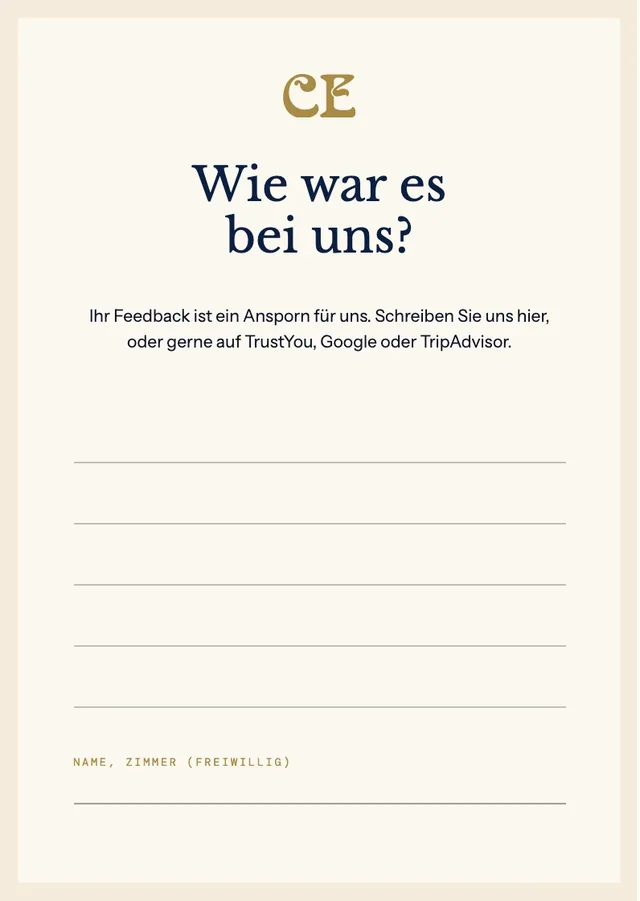 CE
Wie war es
bei uns?
Ihr Feedback ist ein Ansporn für uns. Schreiben Sie uns hier,
oder gerne auf TrustYou, Google oder TripAdvisor.
NAME, ZIMMER (FREIWILLIG)